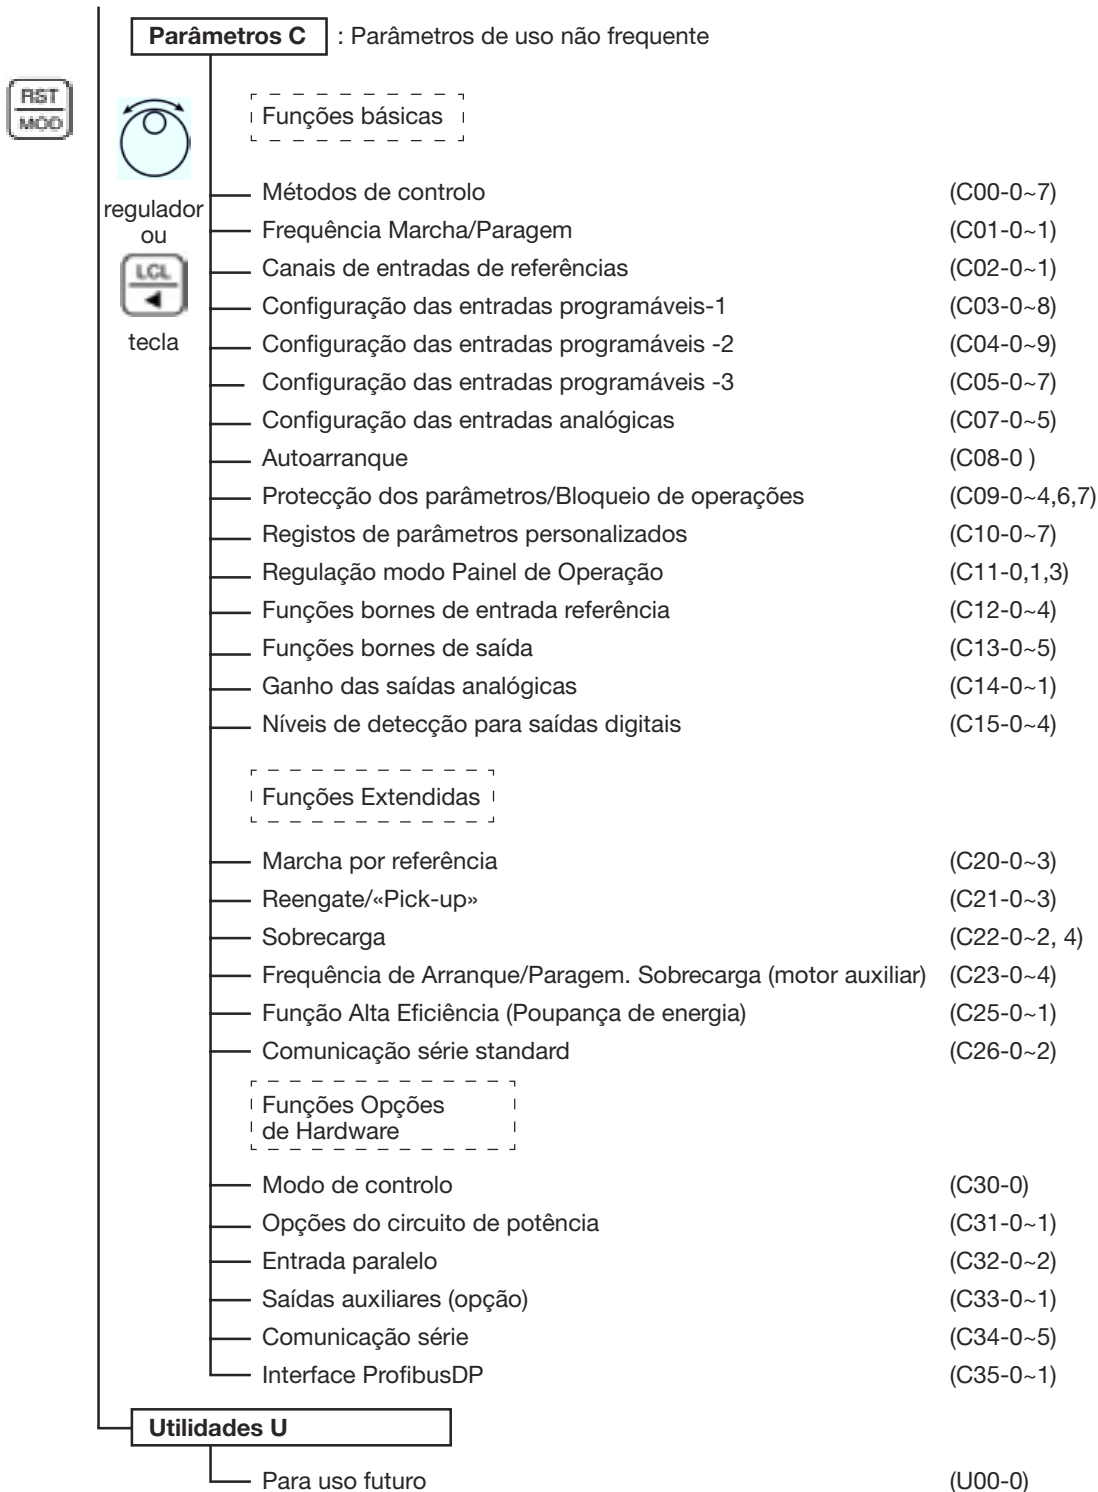 Parâmetros C : Parâmetros de uso não frequente
RST
MOD
Funções básicas
regulador
ou
LCL
tecla
Métodos de controlo (C00-0~7)
Frequência Marcha/Paragem (C01-0~1)
Canais de entradas de referências (C02-0~1)
Configuração das entradas programáveis-1 (C03-0~8)
Configuração das entradas programáveis -2 (C04-0~9)
Configuração das entradas programáveis -3 (C05-0~7)
Configuração das entradas analógicas (C07-0~5)
Autoarranque (C08-0 )
Protecção dos parâmetros/Bloqueio de operações (C09-0~4,6,7)
Registos de parâmetros personalizados (C10-0~7)
Regulação modo Painel de Operação (C11-0,1,3)
Funções bornes de entrada referência (C12-0~4)
Funções bornes de saída (C13-0~5)
Ganho das saídas analógicas (C14-0~1)
Níveis de detecção para saídas digitais (C15-0~4)
Funções Extendidas
Marcha por referência (C20-0~3)
Reengate/«Pick-up» (C21-0~3)
Sobrecarga (C22-0~2, 4)
Frequência de Arranque/Paragem. Sobrecarga (motor auxiliar) (C23-0~4)
Função Alta Eficiência (Poupança de energia) (C25-0~1)
Comunicação série standard (C26-0~2)
Funções Opções
de Hardware
Modo de controlo (C30-0)
Opções do circuito de potência (C31-0~1)
Entrada paralelo (C32-0~2)
Saídas auxiliares (opção) (C33-0~1)
Comunicação série (C34-0~5)
Interface ProfibusDP (C35-0~1)
Utilidades U
Para uso futuro (U00-0)